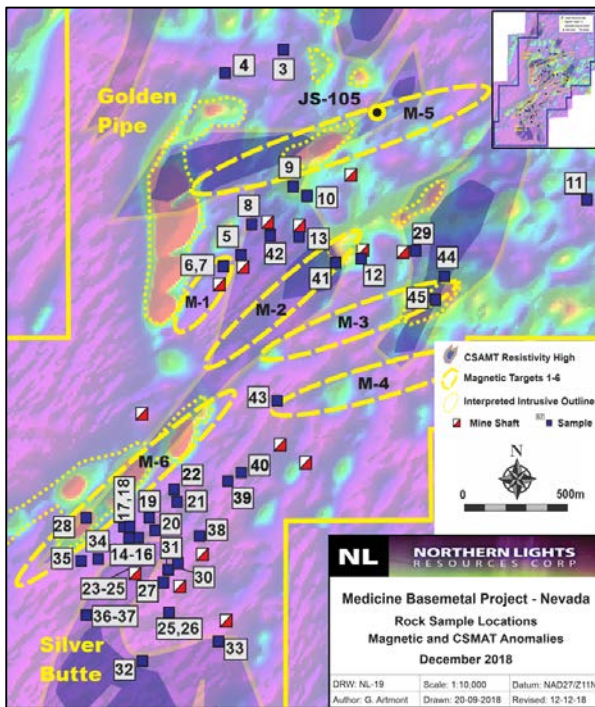 4
3
JS-105
M-5
Golden
Pipe
9
10
11
8
5
42
13
29
6,7
41
12
44
M-1
M-2
45
M-3
M-4
43
CSAMT Resistivity High
Magnetic Targets 1-6
Interpreted Intrusive Outline
Mine Shaft
Sample
N
0 500m
M-6
22
40
17,18
19
21
39
28
20
38
34
31
35
14-16
30
23-25
27
36-37
25,26
33
Silver
Butte
32
NL NORTHERN LIGHTS
RESOURCES CORP
Medicine Basemetal Project - Nevada
Rock Sample Locations
Magnetic and CSMAT Anomalies
December 2018
DRW: NL-19 Scale: 1:10,000 Datum: NAD27/Z11N
Author: G. Artmont Drawn: 20-09-2018 Revised: 12-12-18